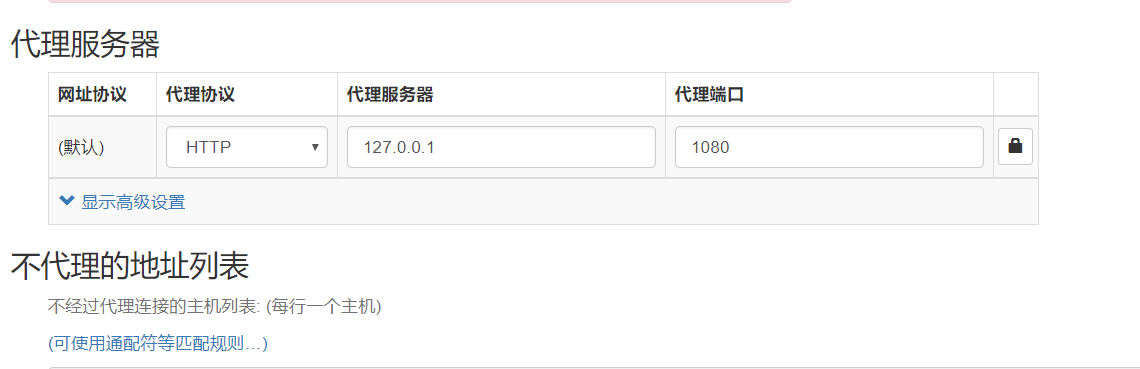 代理服务器
网址协议 代理协议 代理服务器 代理端口
(默认) HTTP 127.0.0.1 1080
显示高级设置
不代理的地址列表
不经过代理连接的主机列表: (每行一个主机)
(可使用通配符等匹配规则…)